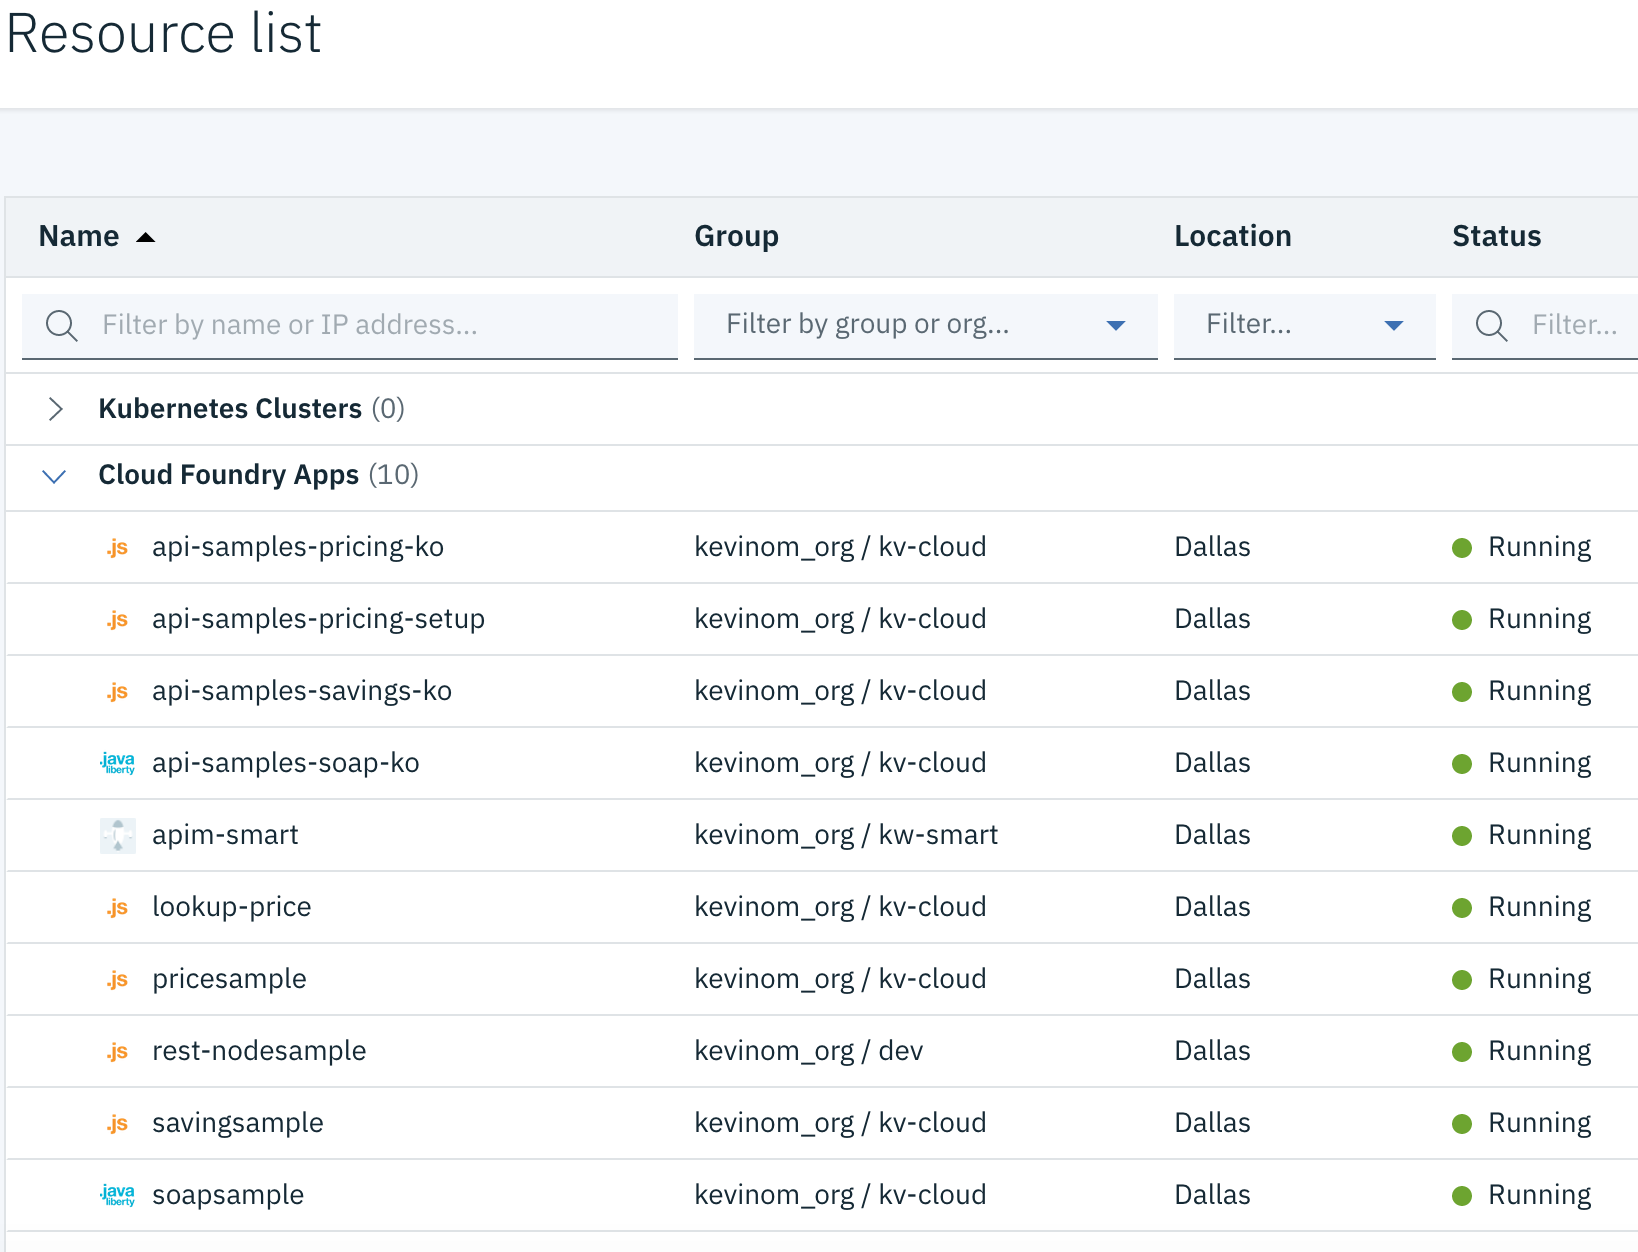 Resource list
Name Group Location Status
Filter by name or IP address... Filter by group or org... Filter... Filter...
Kubernetes Clusters (0)
Cloud Foundry Apps (10)
.js api-samples-pricing-ko kevinom_org / kv-cloud Dallas Running
.js api-samples-pricing-setup kevinom_org / kv-cloud Dallas Running
.js api-samples-savings-ko kevinom_org / kv-cloud Dallas Running
.java liberty api-samples-soap-ko kevinom_org / kv-cloud Dallas Running
apim-smart kevinom_org / kw-smart Dallas Running
.js lookup-price kevinom_org / kv-cloud Dallas Running
.js pricesample kevinom_org / kv-cloud Dallas Running
.js rest-nodesample kevinom_org / dev Dallas Running
.js savingsample kevinom_org / kv-cloud Dallas Running
.java liberty soapsample kevinom_org / kv-cloud Dallas Running